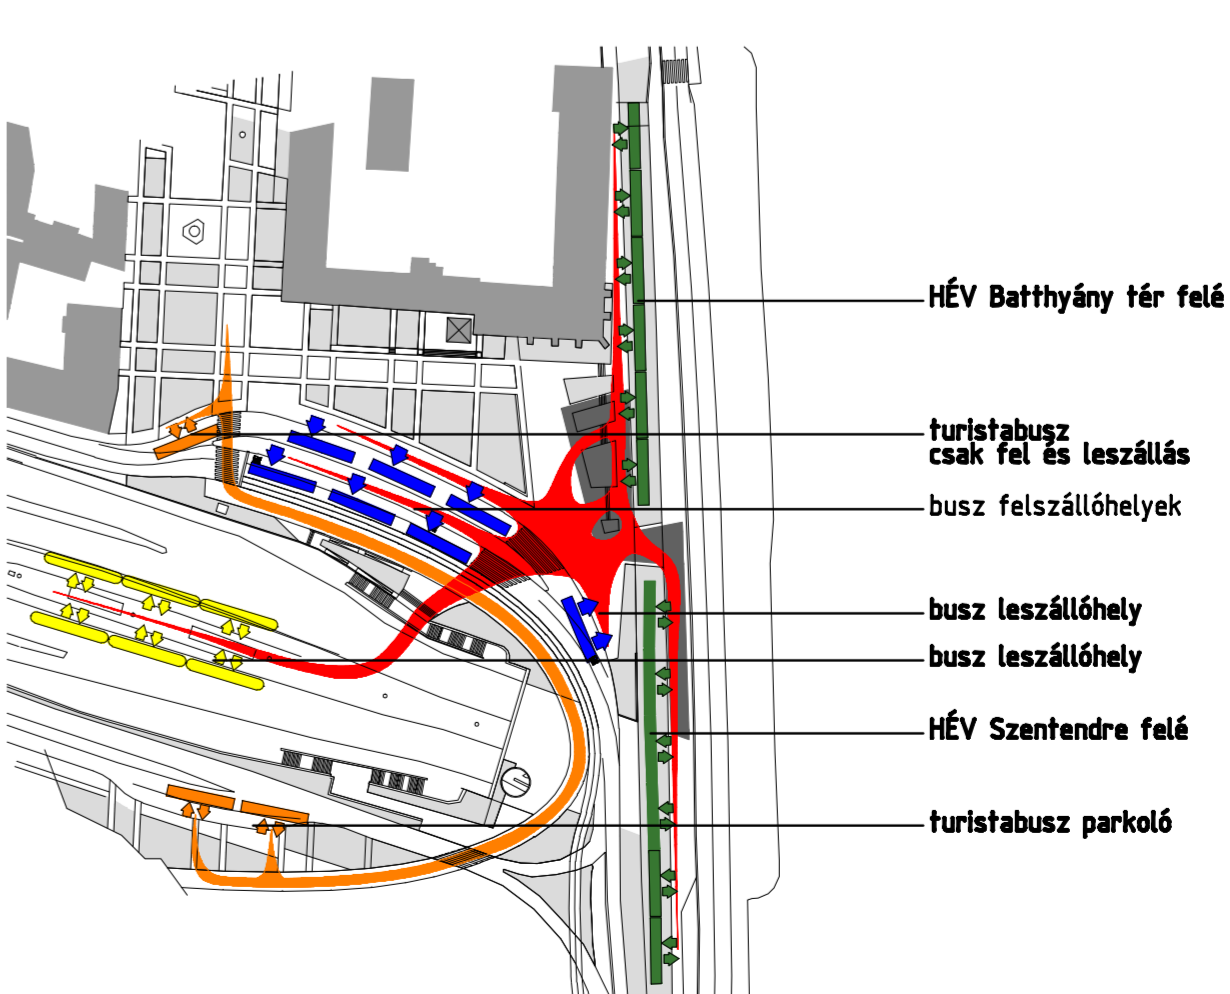 HÉV Batthyány tér felé
turistabusz
csak fel és leszállás
busz felszállóhelyek
busz leszállóhely
busz leszállóhely
HÉV Szentendre felé
turistabusz parkoló